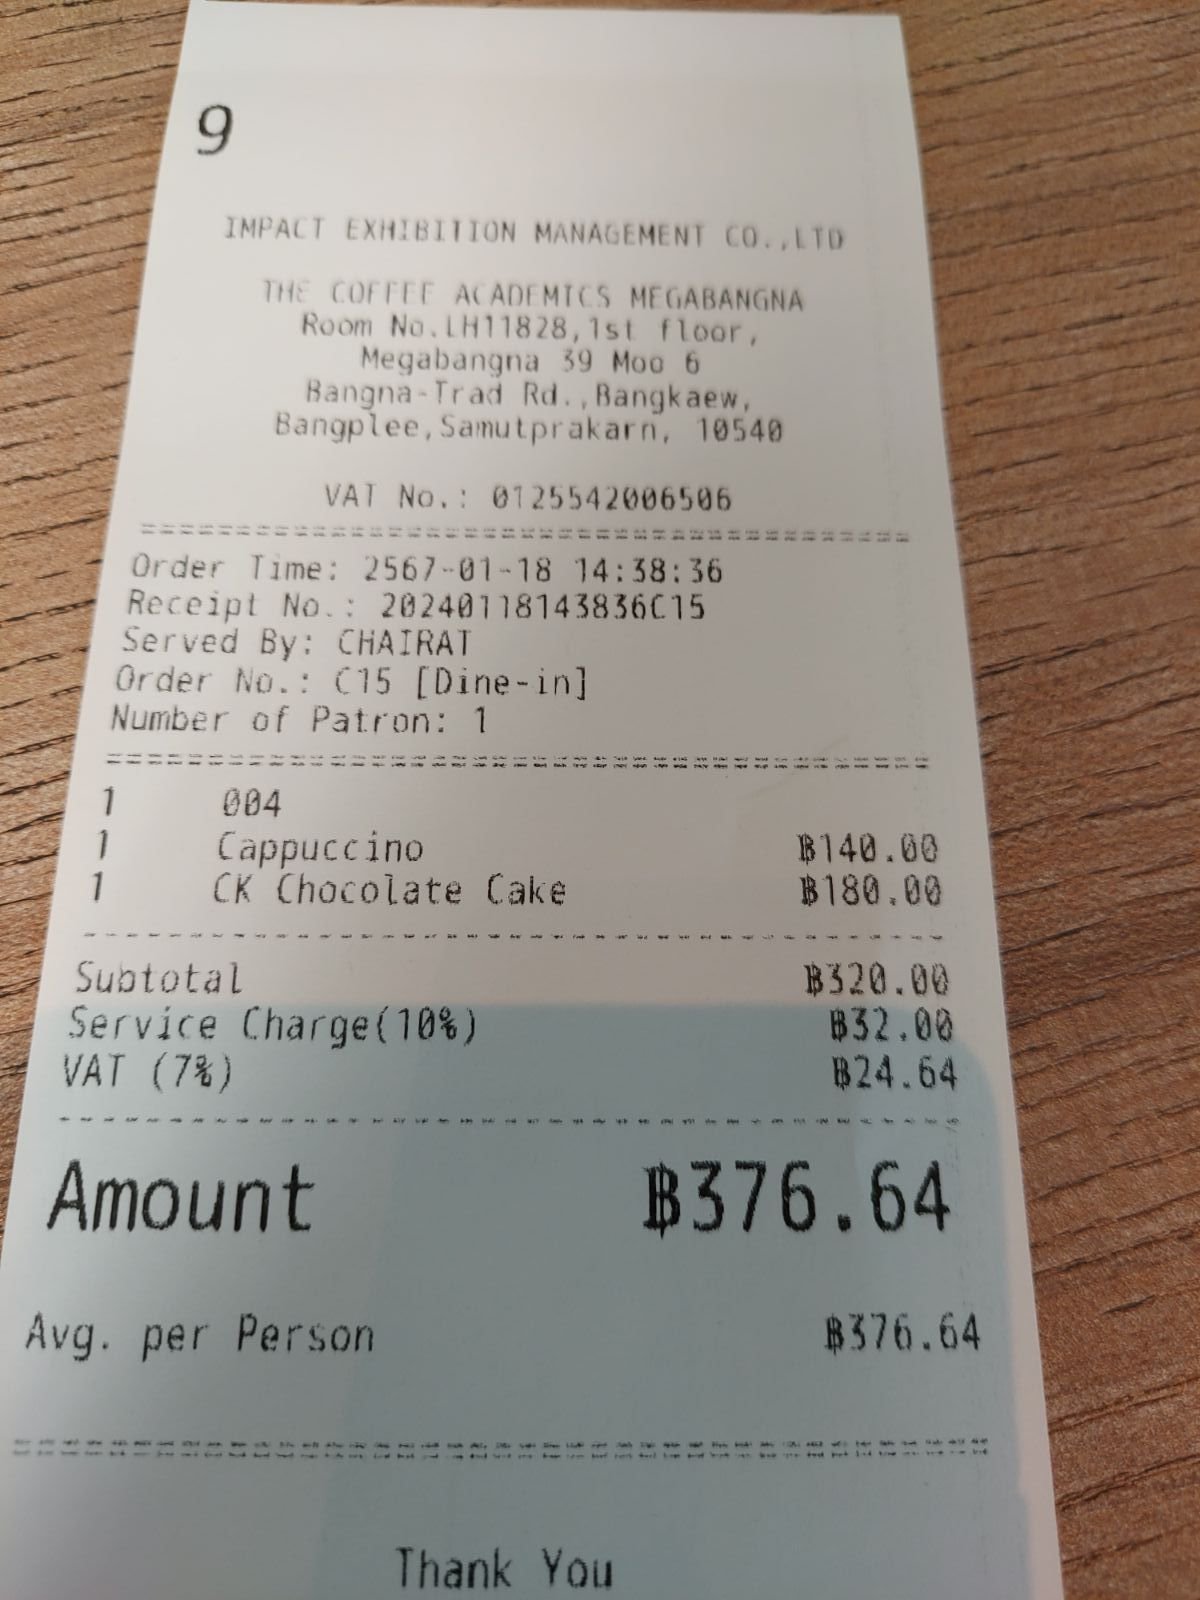 9
IMPACT EXHIBITION MANAGEMENT CO.,LTD
THE COFFEE ACADEMICS MEGABANGNA
Room No.LH11828,1st floor,
Megabangna 39 Moo 6
Bangna-Trad Rd.,Bangkaew,
Bangplee,Samutprakarn, 10540
VAT No.: 0125542006506
Order Time: 2567-01-18 14:38:36
Receipt No.: 20240118143836C15
Served By: CHAIRAT
Order No.: C15 [Dine-in]
Number of Patron: 1
1 004
1 Cappuccino ฿140.00
1 CK Chocolate Cake ฿180.00
Subtotal ฿320.00
Service Charge(10%) ฿32.00
VAT (7%) ฿24.64
Amount ฿376.64
Avg. per Person ฿376.64
Thank You